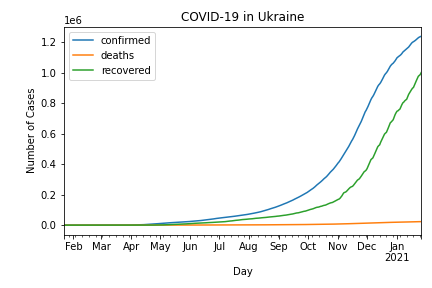 COVID-19 in Ukraine
1e6
confirmed
deaths
recovered
Number of Cases
1.2
1.0
0.8
0.6
0.4
0.2
0.0
Feb Mar Apr May Jun Jul Aug Sep Oct Nov Dec Jan
2021
Day